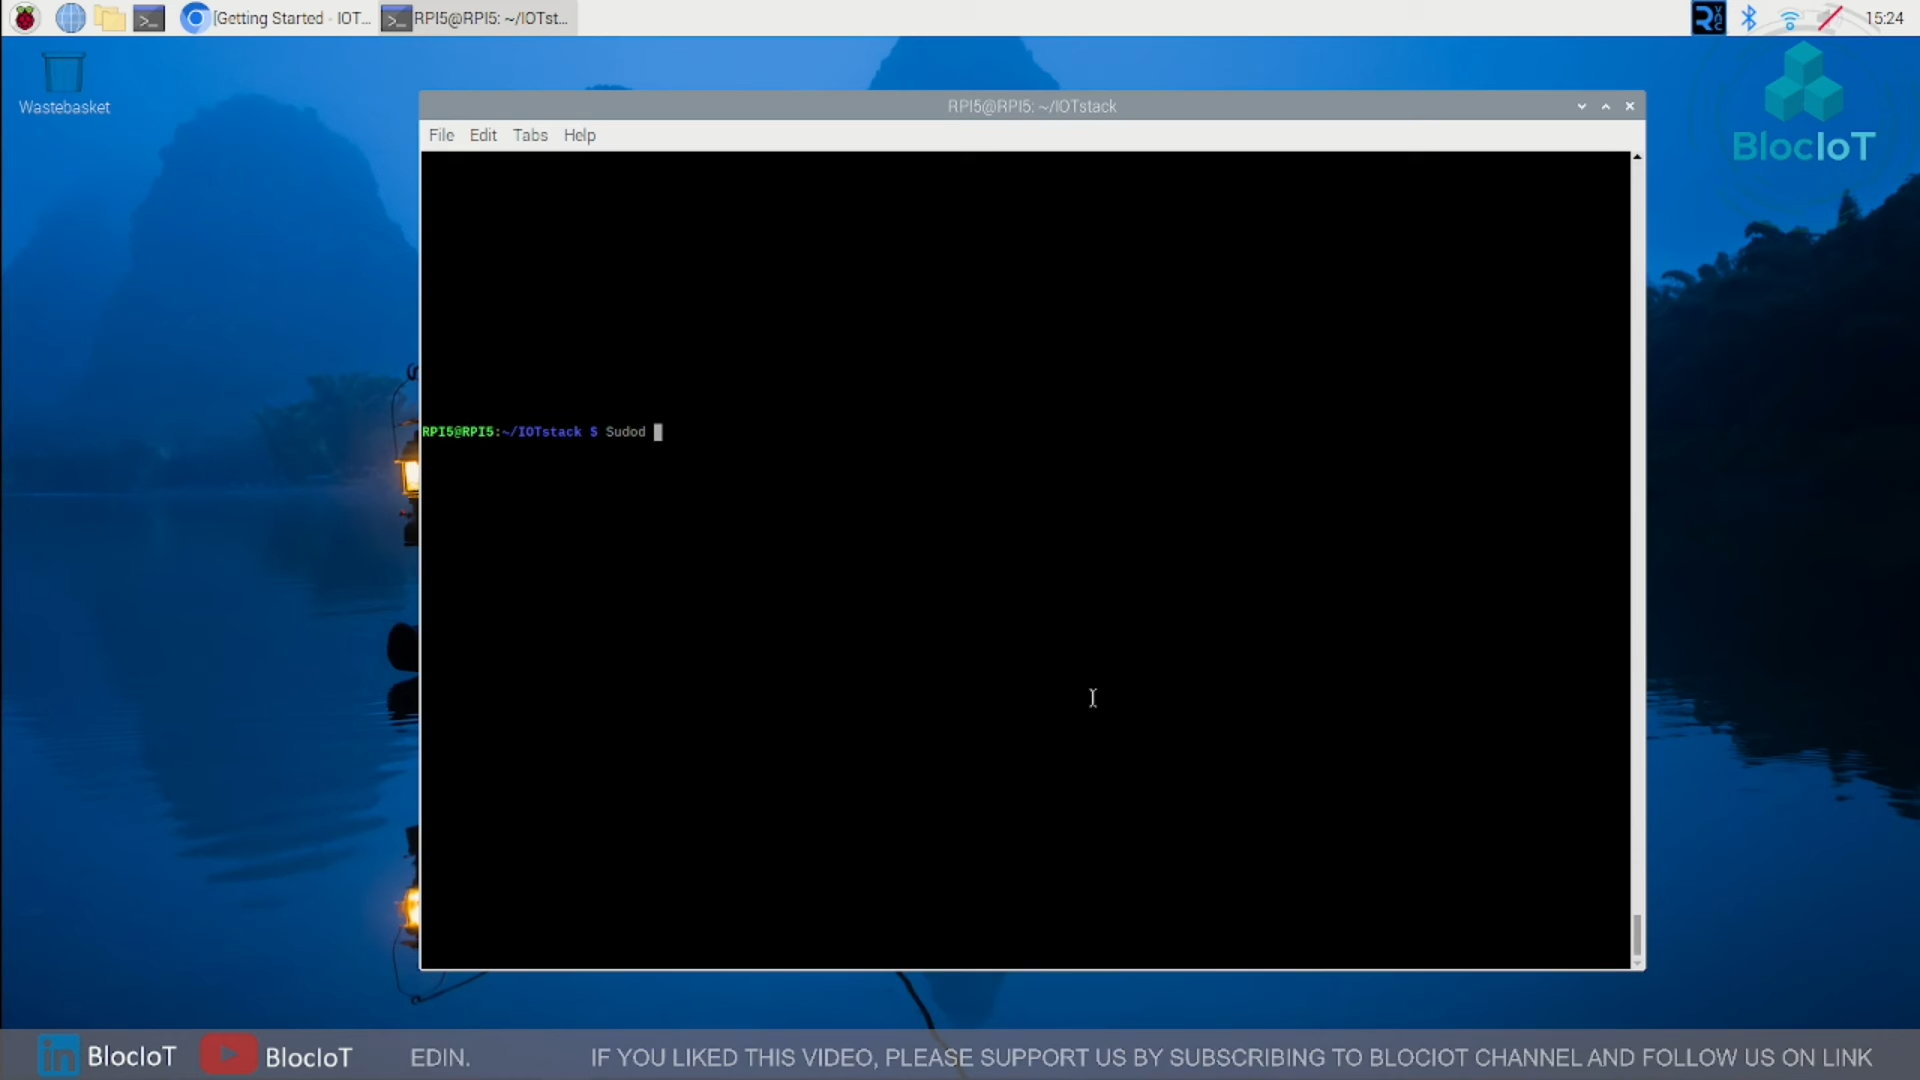 [Getting Started - IOT...
RPI5@RPI5: ~/IOTst...
15:24
Wastebasket
BlocIoT
RPI5@RPI5: ~/IOTstack
File Edit Tabs Help
RPI5@RPI5:~/IOTstack $ Sudod
in BlocIoT
BlocIoT
EDIN.
IF YOU LIKED THIS VIDEO, PLEASE SUPPORT US BY SUBSCRIBING TO BLOCIOT CHANNEL AND FOLLOW US ON LINK